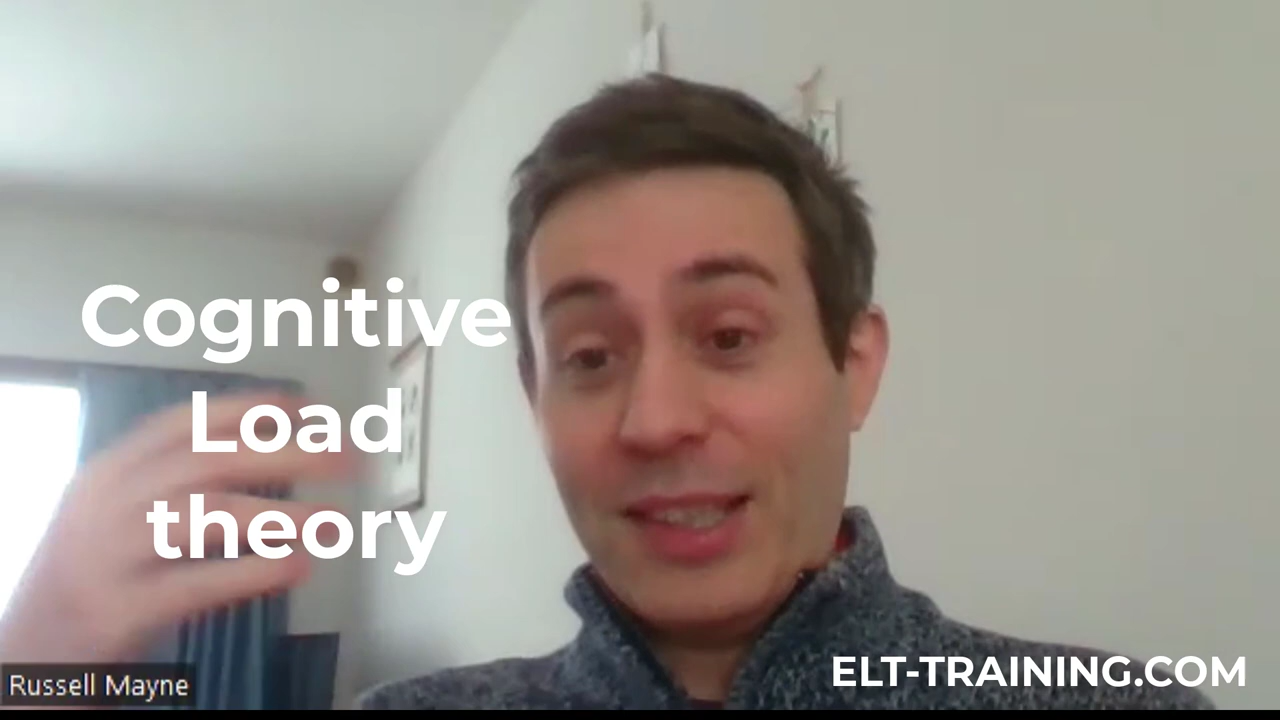 Cognitive
Load
theory
Russell Mayne
ELT-TRAINING.COM